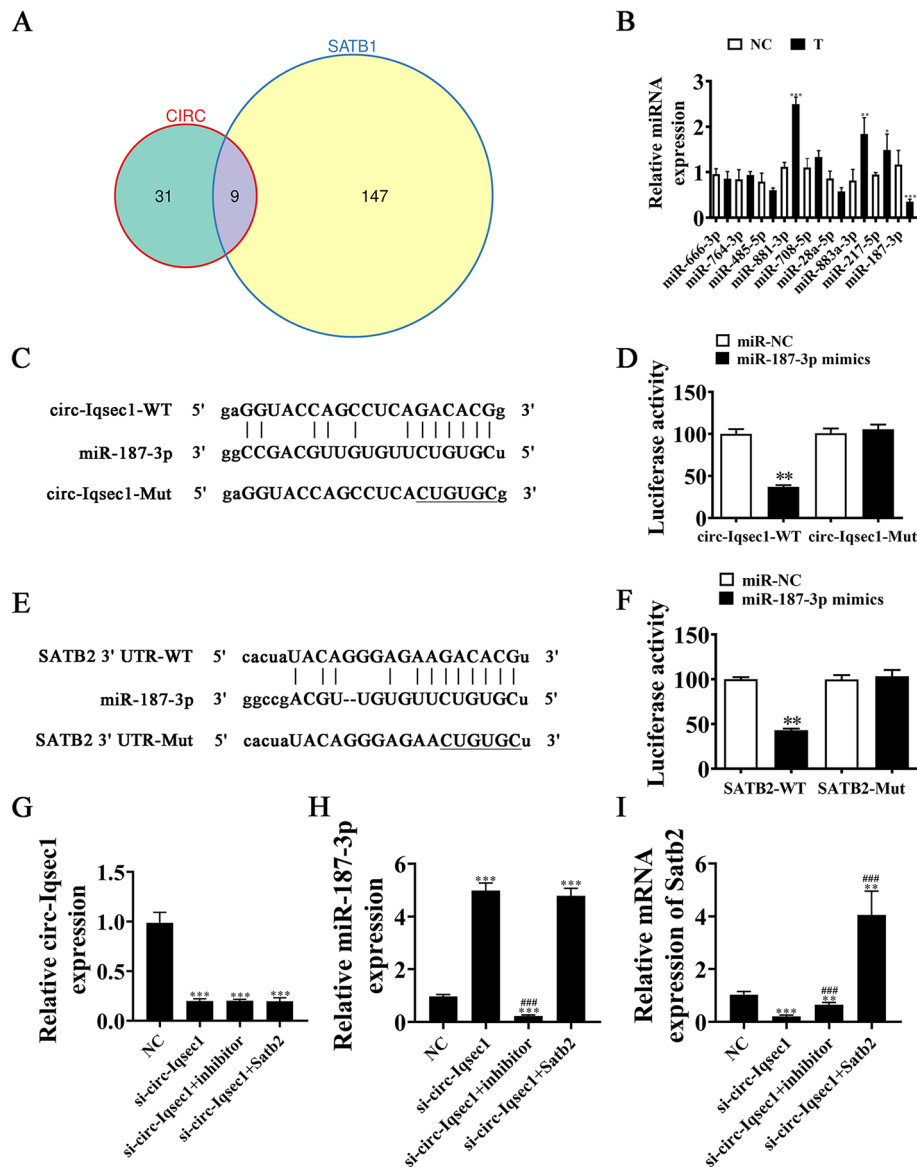 A
SATB1
CIRC
31
9
147
B
NC
T
Relative miRNA
expression
3
2
1
0
miR-666-3p
miR-764-3p
miR-485-5p
miR-881-3p
miR-708-5p
miR-28a-5p
miR-883a-3p
miR-217-5p
miR-187-3p
***
**
*
***
C
circ-Iqsec1-WT 5' gaGGUACCAGCCUCAGACACGg 3'
miR-187-3p 3' ggCCGACGUUGUGUUCUGUGCu 5'
circ-Iqsec1-Mut 5' gaGGUACCAGCCUCACUGUGCg 3'
D
miR-NC
miR-187-3p mimics
Luciferase activity
150
100
50
0
**
circ-Iqsec1-WT circ-Iqsec1-Mut
E
SATB2 3' UTR-WT 5' cacuaUACAGGGAGAAGACACGu 3'
miR-187-3p 3' ggccgACGU--UGUGUUCUGUGCu 5'
SATB2 3' UTR-Mut 5' cacuaUACAGGGAGAACUGUGCu 3'
F
miR-NC
miR-187-3p mimics
Luciferase activity
150
100
50
0
**
SATB2-WT SATB2-Mut
G
Relative circ-Iqsec1
expression
1.5
1.0
0.5
0.0
*** *** ***
NC
si-circ-Iqsec1
si-circ-Iqsec1+inhibitor
si-circ-Iqsec1+Satb2
H
Relative miR-187-3p
expression
6
4
2
0
***
###
***
***
NC
si-circ-Iqsec1
si-circ-Iqsec1+inhibitor
si-circ-Iqsec1+Satb2
I
Relative mRNA
expression of Satb2
6
4
2
0
***
###
**
###
**
NC
si-circ-Iqsec1
si-circ-Iqsec1+inhibitor
si-circ-Iqsec1+Satb2